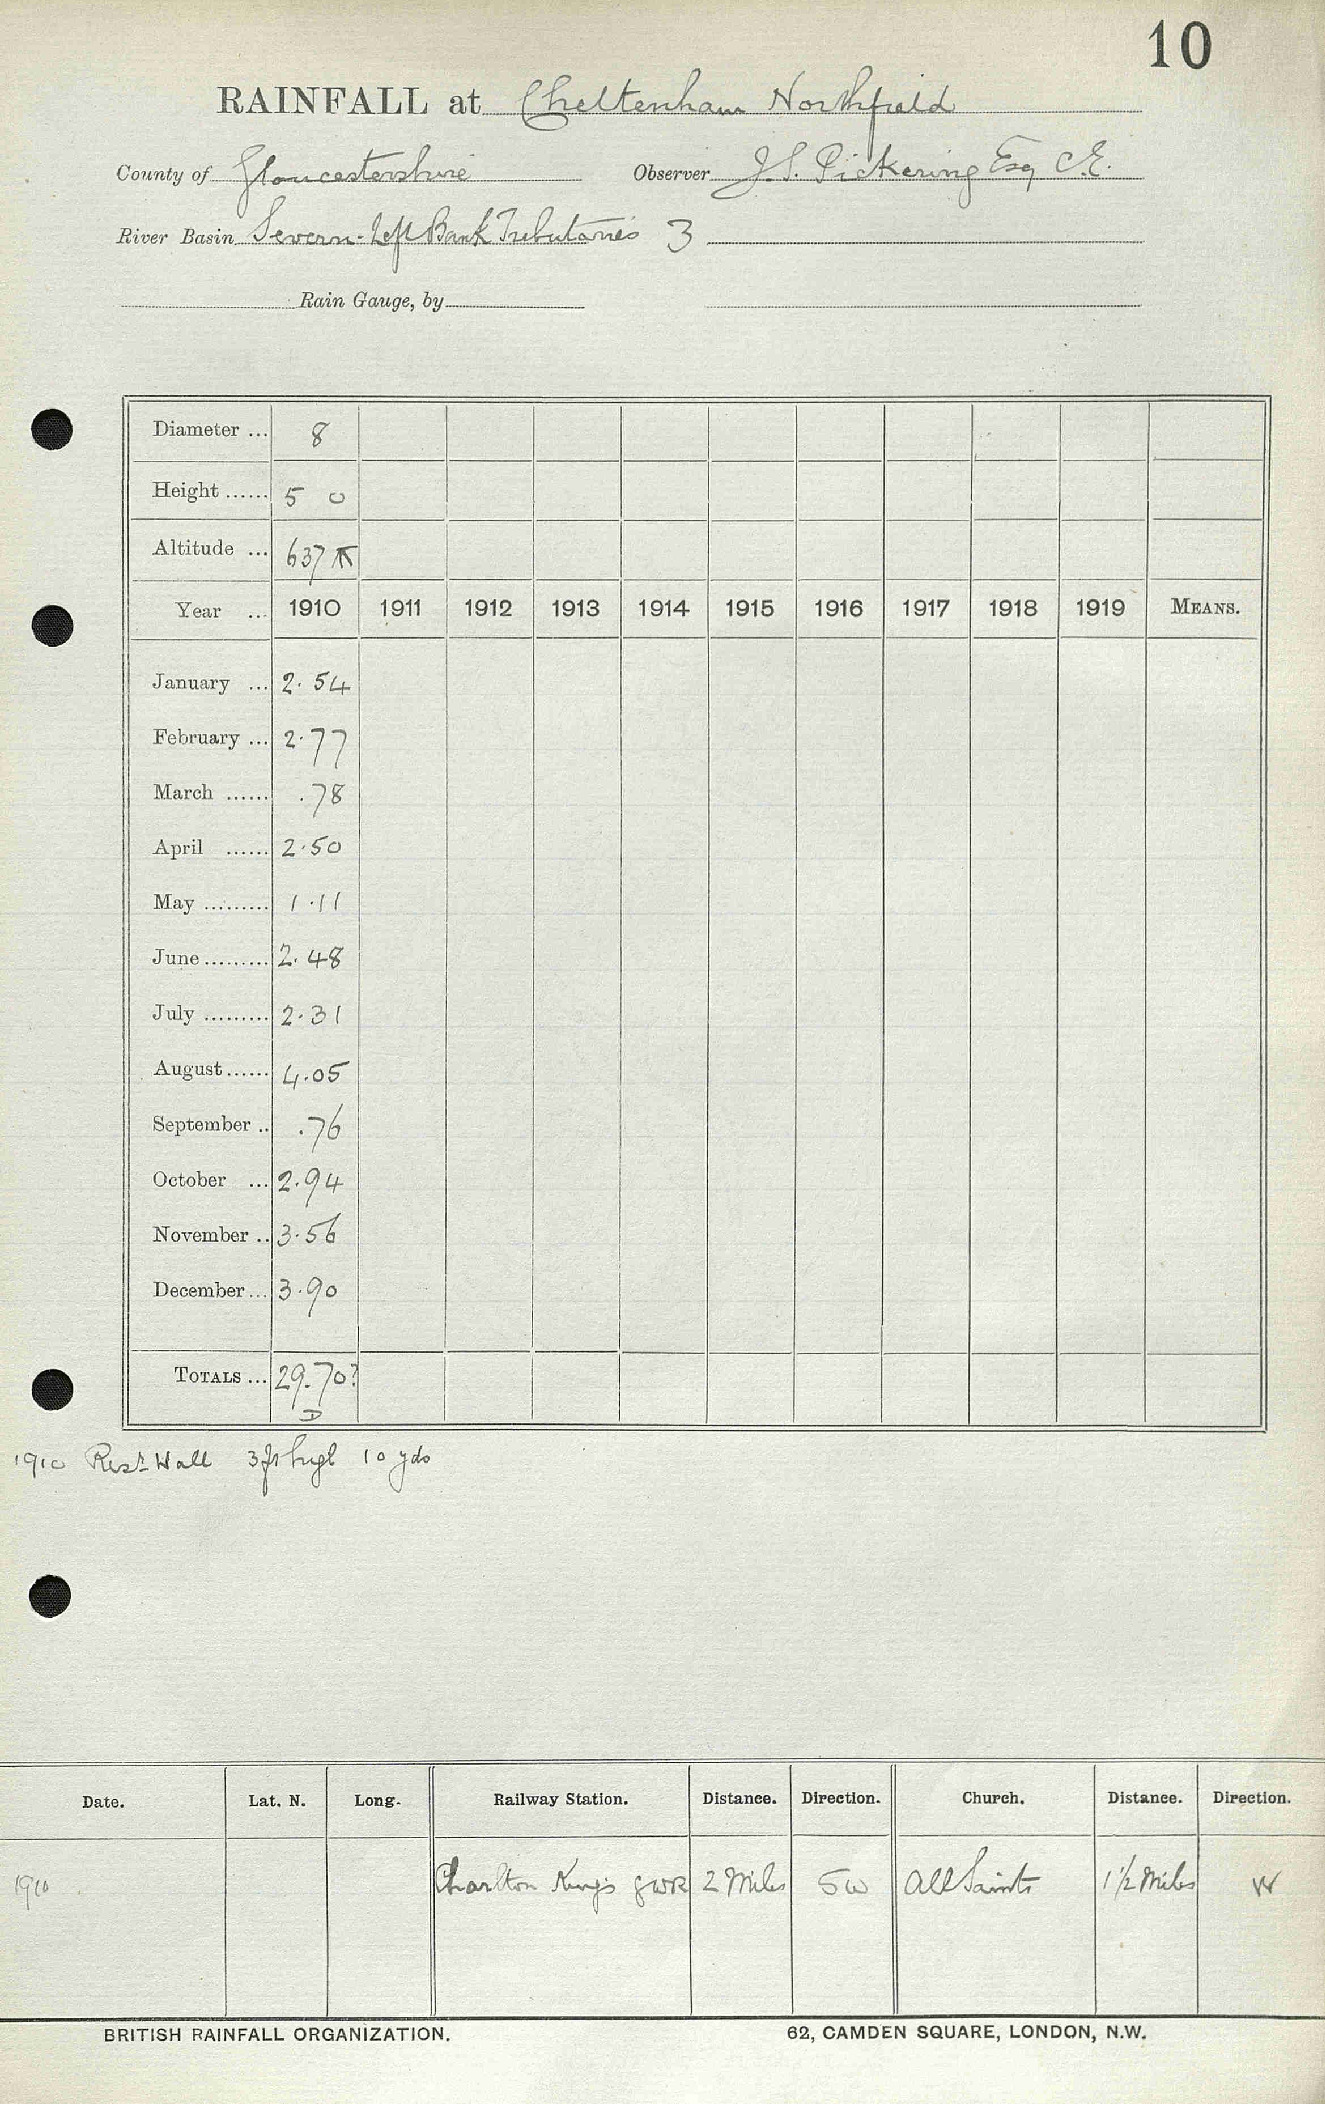 10
RAINFALL at Cheltenham Northfield
County of Gloucestershire Observer J.S. Pickering Esq C.E.
River Basin Severn - Left Bank Tributaries 3
Rain Gauge, by
Diameter ... 8
Height ...... 5 0
Altitude ... 637
Year ... 1910 1911 1912 1913 1914 1915 1916 1917 1918 1919 MEANS.
January ... 2.54
February ... 2.77
March ...... .78
April ...... 2.50
May ......... 1.11
June ......... 2.48
July ......... 2.31
August ...... 4.05
September .. .76
October ... 2.94
November .. 3.56
December ... 3.90
TOTALS ... 29.70?
D
1910 Wall 3ft high 10 yds
Date. Lat. N. Long. Railway Station. Distance. Direction. Church. Distance. Direction.
1910 Charlton Kings GWR 2 Miles SW All Saints 1 1/2 Miles W
BRITISH RAINFALL ORGANIZATION. 62, CAMDEN SQUARE, LONDON, N.W.